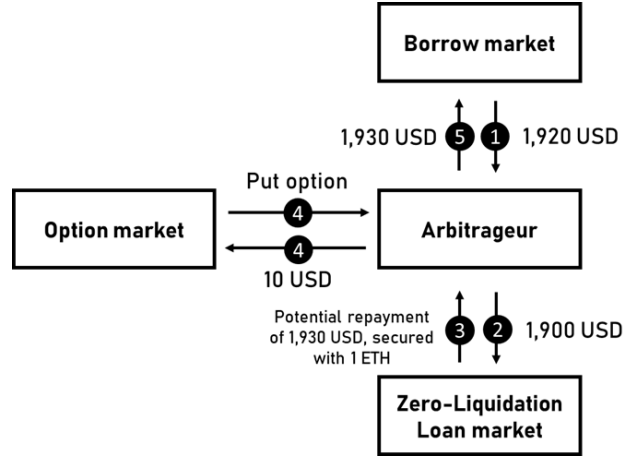 Borrow market
1,930 USD
5
1
1,920 USD
Put option
4
Option market
Arbitrageur
4
10 USD
Potential repayment
of 1,930 USD, secured
with 1 ETH
3
2
1,900 USD
Zero-Liquidation
Loan market